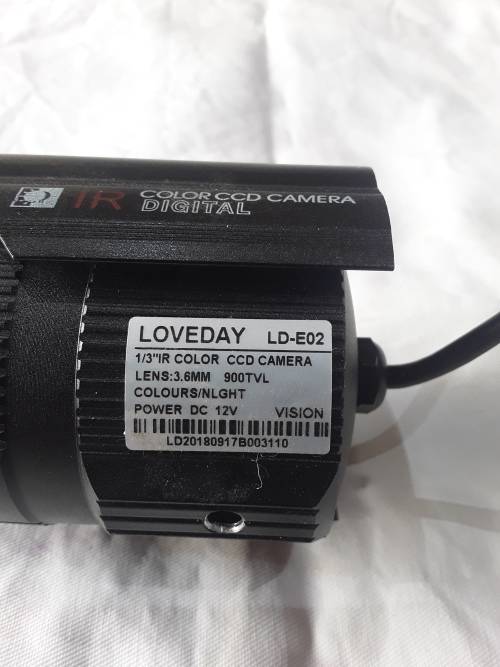 IR COLOR CCD CAMERA
DIGITAL
LOVEDAY LD-E02
1/3"IR COLOR CCD CAMERA
LENS:3.6MM 900TVL
COLOURS/NLGHT
POWER DC 12V VISION
LD20180917B003110